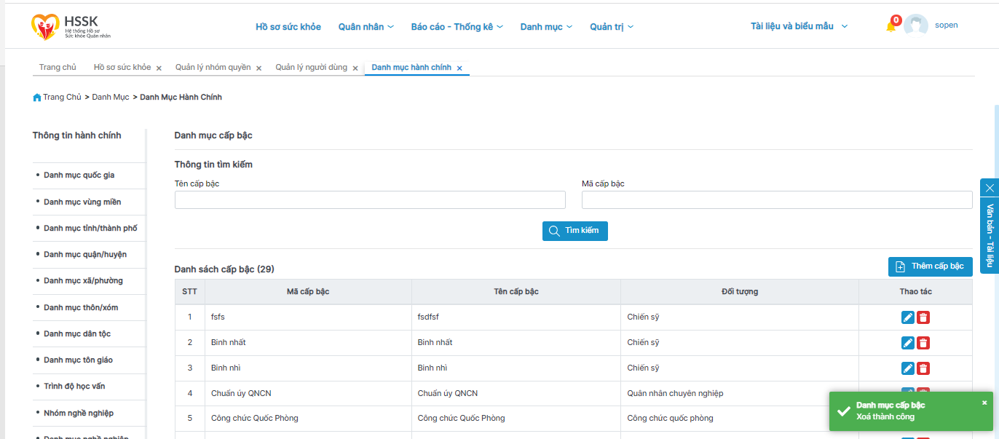 HSSK
Hệ thống Hồ sơ
Sức khỏe Quân nhân
Hồ sơ sức khỏe
Quân nhân
Báo cáo - Thống kê
Danh mục
Quản trị
Tài liệu và biểu mẫu
0
sopen
Trang chủ
Hồ sơ sức khỏe
Quản lý nhóm quyền
Quản lý người dùng
Danh mục hành chính
Trang Chủ > Danh Mục > Danh Mục Hành Chính
Thông tin hành chính
Danh mục quốc gia
Danh mục vùng miền
Danh mục tỉnh/thành phố
Danh mục quận/huyện
Danh mục xã/phường
Danh mục thôn/xóm
Danh mục dân tộc
Danh mục tôn giáo
Trình độ học vấn
Nhóm nghề nghiệp
Danh mục nghề nghiệp
Danh mục cấp bậc
Thông tin tìm kiếm
Tên cấp bậc
Mã cấp bậc
Tìm kiếm
Danh sách cấp bậc (29)
Thêm cấp bậc
STT Mã cấp bậc Tên cấp bậc Đối tượng Thao tác
1 fsfs fsdfsf Chiến sỹ
2 Binh nhất Binh nhất Chiến sỹ
3 Binh nhì Binh nhì Chiến sỹ
4 Chuẩn úy QNCN Chuẩn úy QNCN Quân nhân chuyên nghiệp
5 Công chức Quốc Phòng Công chức Quốc Phòng Công chức quốc phòng
Văn bản - Tài liệu
Danh mục cấp bậc
Xoá thành công